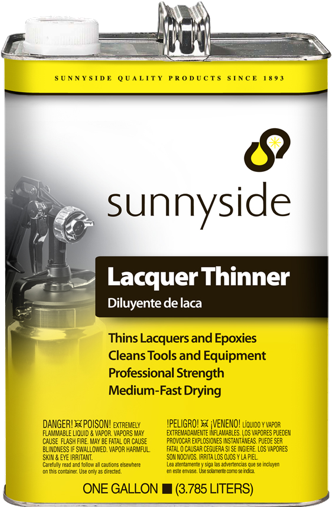 SUNNYSIDE QUALITY PRODUCTS SINCE 1893
sunnyside
Lacquer Thinner
Diluyente de laca
Thins Lacquers and Epoxies
Cleans Tools and Equipment
Professional Strength
Medium-Fast Drying
DANGER! POISON! EXTREMELY
FLAMMABLE LIQUID & VAPOR. VAPORS MAY
CAUSE FLASH FIRE. MAY BE FATAL OR CAUSE
BLINDNESS IF SWALLOWED. VAPOR HARMFUL.
SKIN & EYE IRRITANT.
Carefully read and follow all cautions elsewhere
on this container. Use only as directed.
!PELIGRO! ¡VENENO! LÍQUIDO Y VAPOR
EXTREMADAMENTE INFLAMABLES. LOS VAPORES PUEDEN
PROVOCAR EXPLOSIONES INSTANTÁNEAS. PUEDE SER
FATAL O CAUSAR CEGUERA SI SE INGIERE. LOS VAPORES
SON NOCIVOS. IRRITA LOS OJOS Y LA PIEL.
Lea atentamente y siga las advertencias que se incluyen
en este envase. Use solamente como se indica.
ONE GALLON ■ (3.785 LITERS)